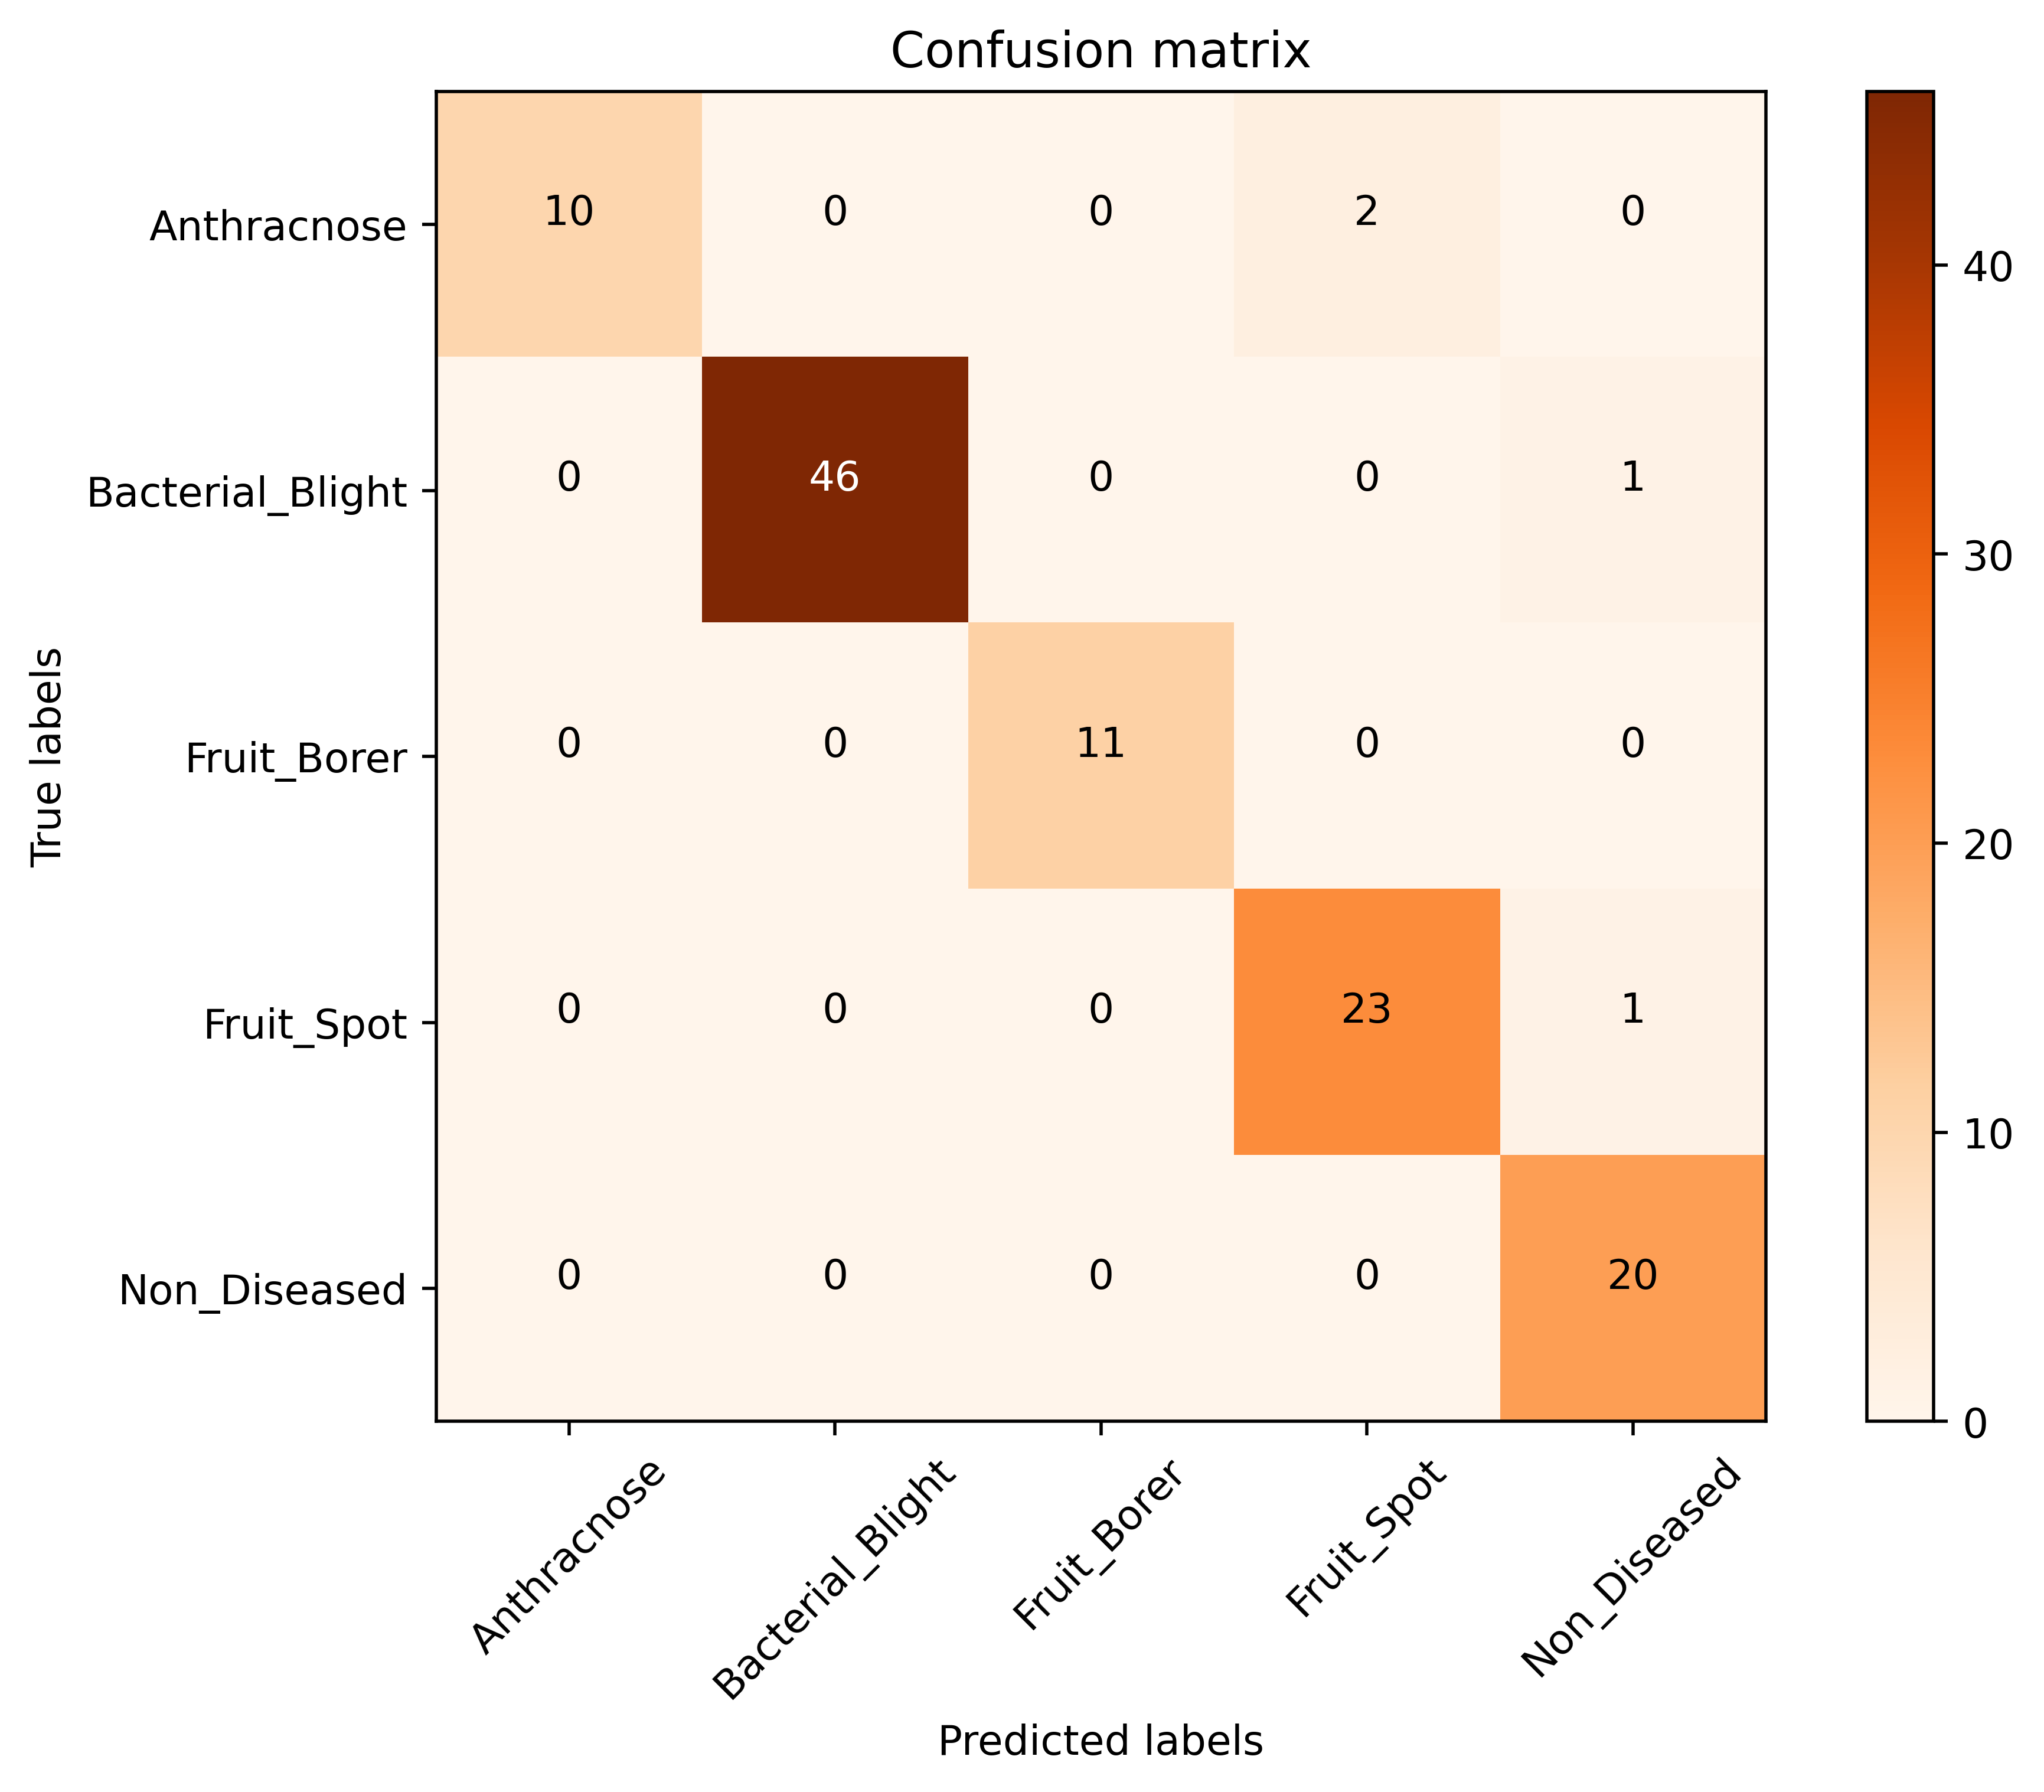 Confusion matrix
True labels
Anthracnose 10 0 0 2 0
Bacterial_Blight 0 46 0 0 1
Fruit_Borer 0 0 11 0 0
Fruit_Spot 0 0 0 23 1
Non_Diseased 0 0 0 0 20
Anthracnose Bacterial_Blight Fruit_Borer Fruit_Spot Non_Diseased
Predicted labels
40
30
20
10
0